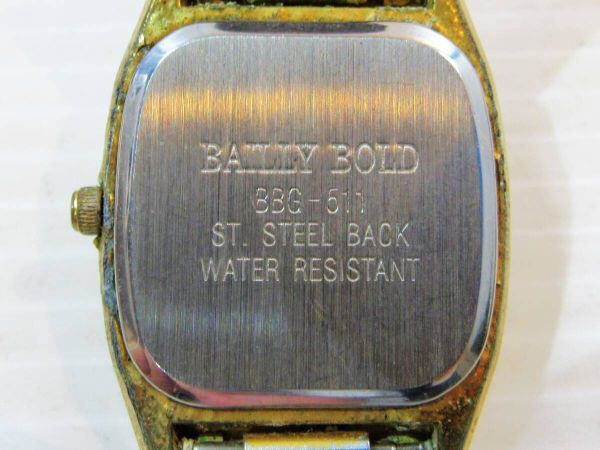 BAILLY BOLD
BBG-511
ST. STEEL BACK
WATER RESISTANT